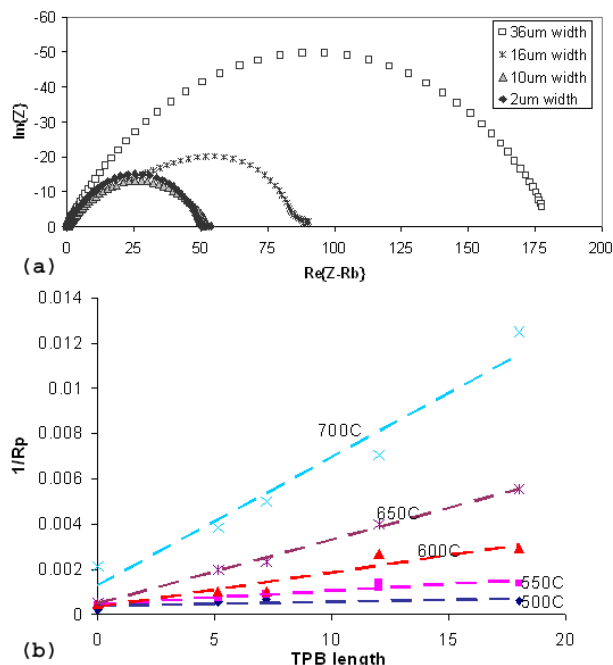 -60
-50
-40
-30
-20
-10
0
Im{Z}
36um width
16um width
10um width
2um width
0 25 50 75 100 125 150 175 200
(a)
Re{Z-Rb}
0.014
0.012
0.01
0.008
0.006
0.004
0.002
0
1/Rp
700C
650C
600C
550C
500C
0 5 10 15 20
(b)
TPB length